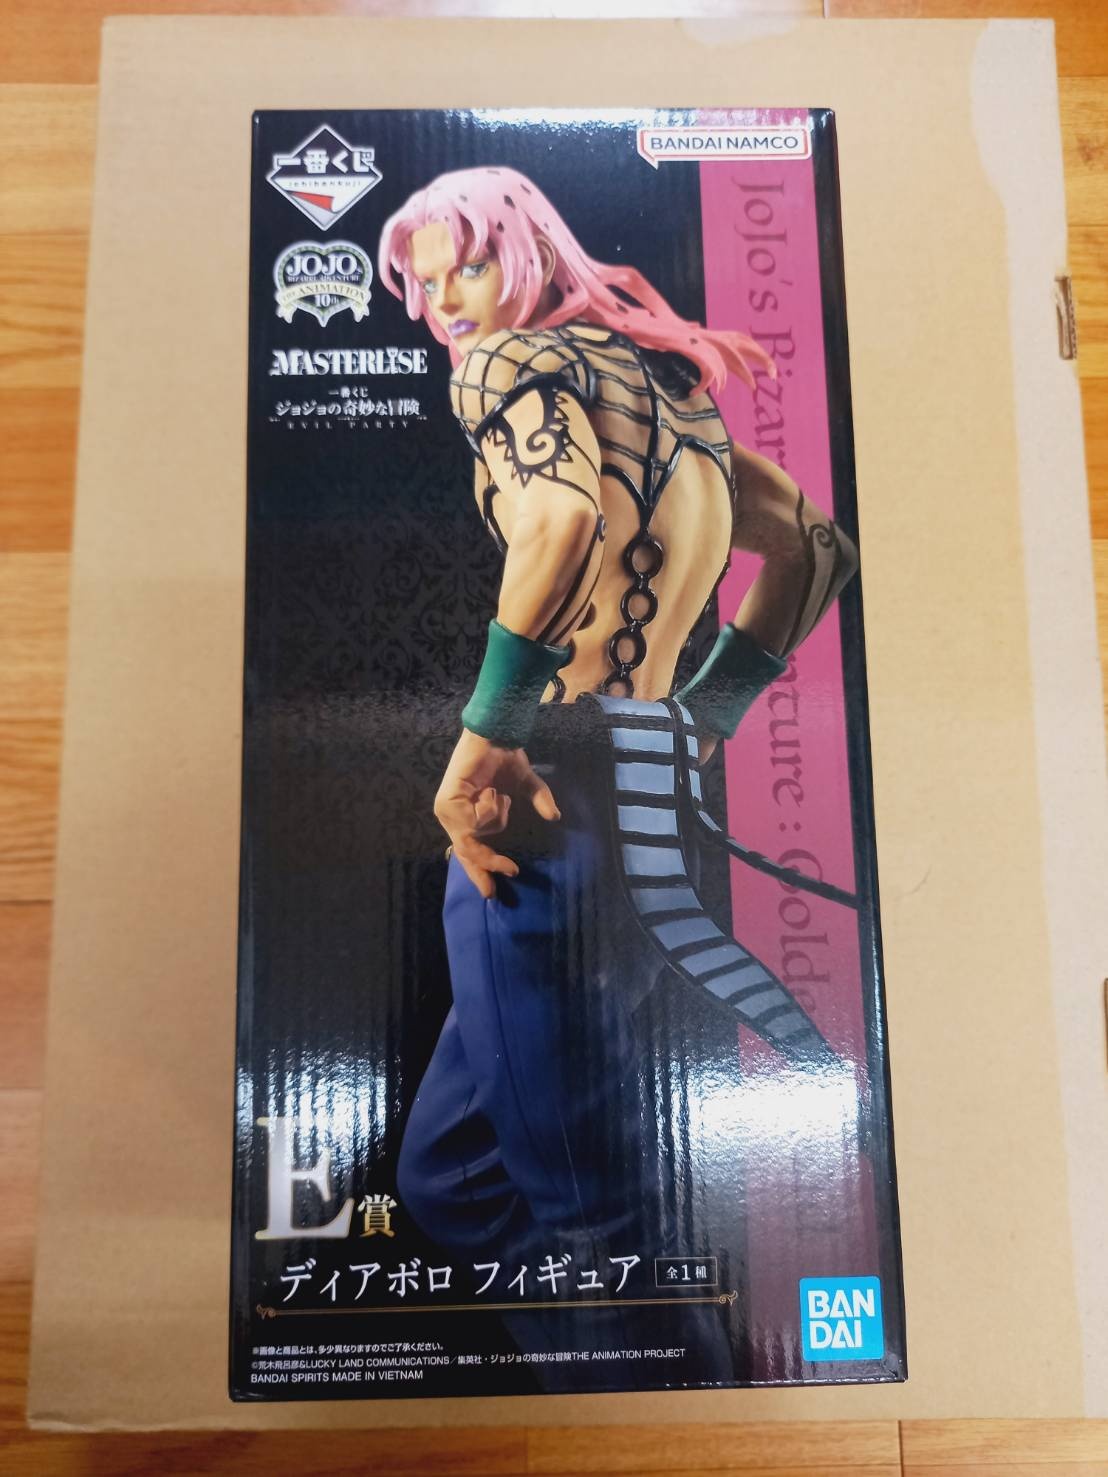 一番くじ
ichibankuji
BANDAI NAMCO
JOJO'S
BIZARRE ADVENTURE
THE ANIMATION
10th
MASTERLISE
一番くじ
ジョジョの奇妙な冒険
EVIL PARTY
JoJo's Bizar
nture : Golde
E賞
ディアボロ フィギュア 全1種
BAN
DAI
※画像と商品とは、多少異なりますのでご了承ください。
©荒木飛呂彦&LUCKY LAND COMMUNICATIONS／集英社・ジョジョの奇妙な冒険THE ANIMATION PROJECT
BANDAI SPIRITS MADE IN VIETNAM